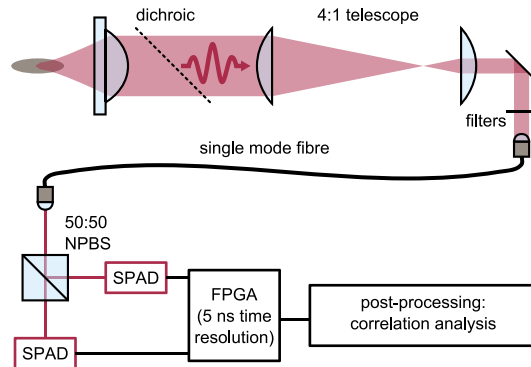 dichroic
4:1 telescope
filters
single mode fibre
50:50
NPBS
SPAD
FPGA
(5 ns time
resolution)
post-processing:
correlation analysis
SPAD